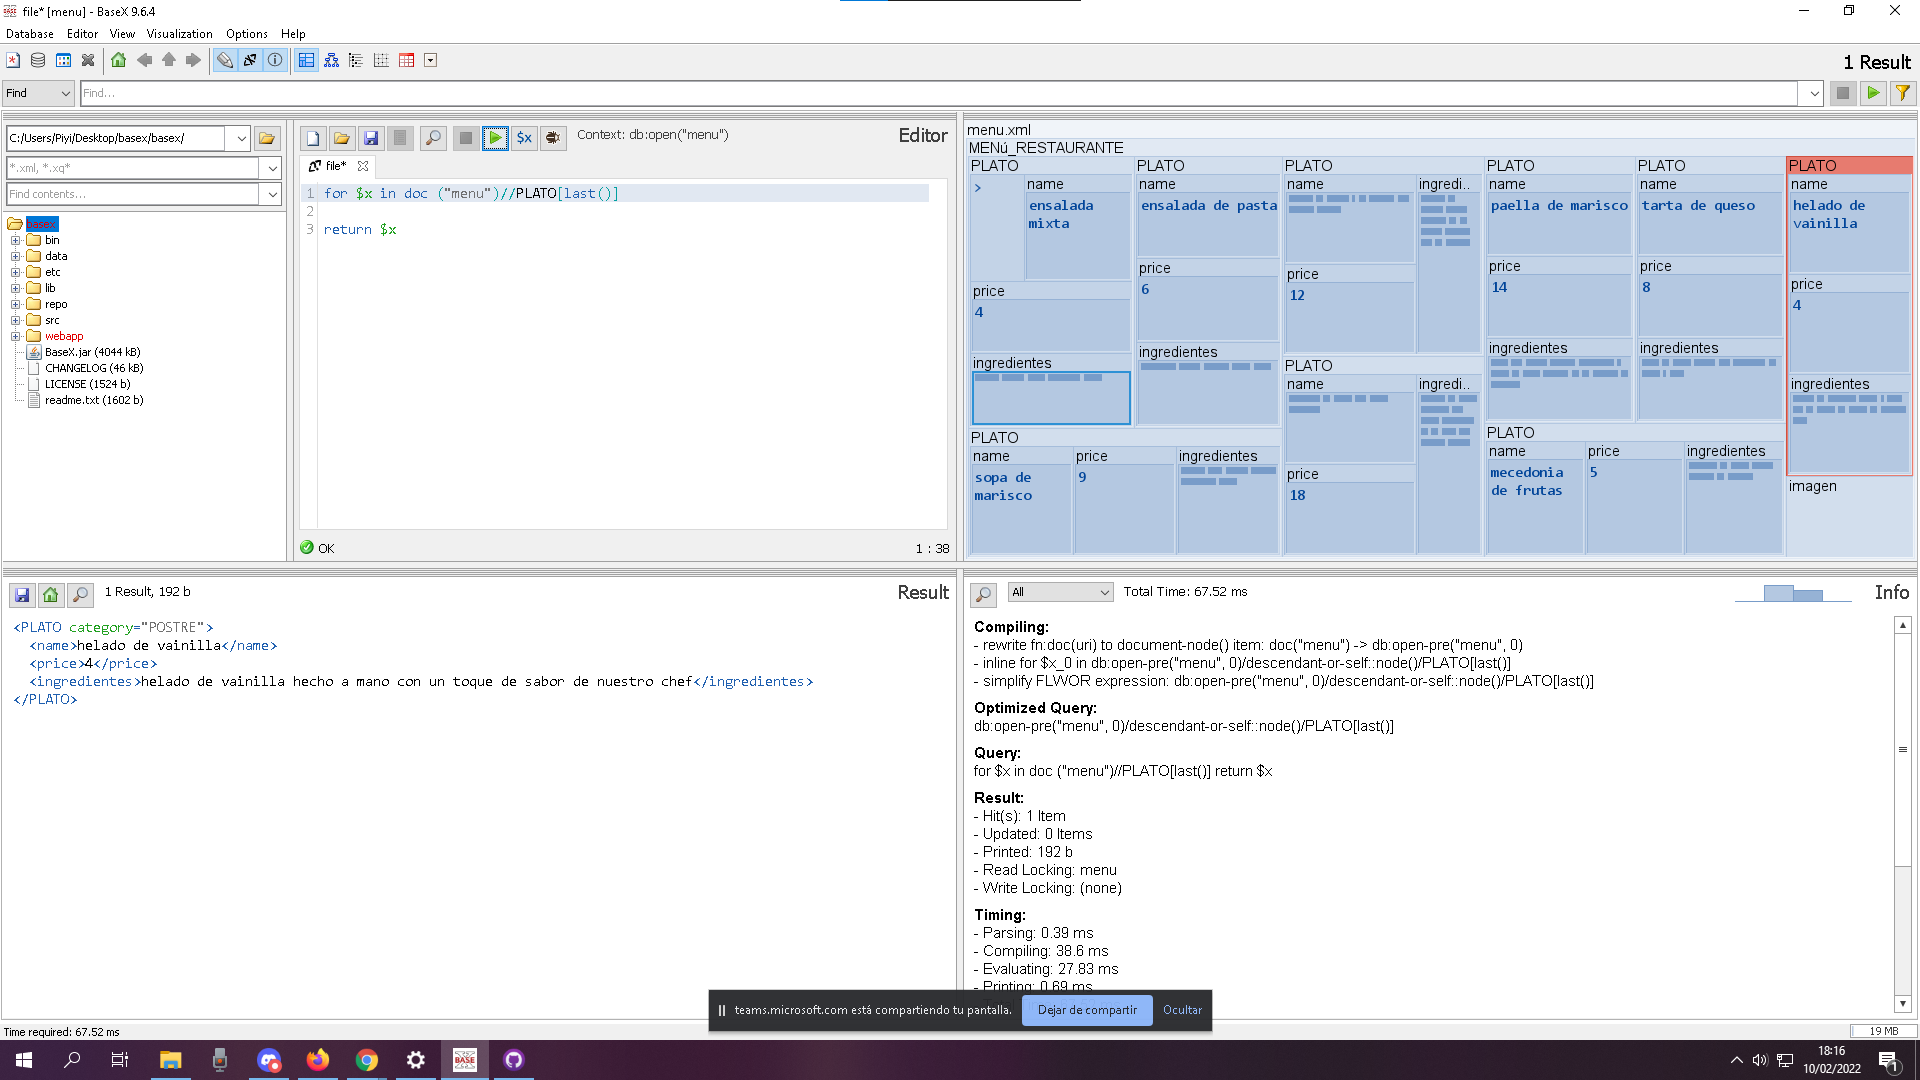 file* [menu] - BaseX 9.6.4
Database Editor View Visualization Options Help
1 Result
Find
Find...
C:/Users/Piyi/Desktop/basex/basex/
*.xml, *.xq*
Find contents...
basex
bin
data
etc
lib
repo
src
webapp
BaseX.jar (4044 kB)
CHANGELOG (46 kB)
LICENSE (1524 b)
readme.txt (1602 b)
$x
Context: db:open("menu")
Editor
file*
1 for $x in doc ("menu")//PLATO[last()]
2
3 return $x
OK
1 : 38
menu.xml
MENú_RESTAURANTE
PLATO
>
name
ensalada
mixta
price
4
ingredientes
PLATO
name
ensalada de pasta
price
6
ingredientes
PLATO
name
sopa de
marisco
price
9
ingredientes
PLATO
name
price
12
ingredi..
PLATO
name
price
18
ingredi..
PLATO
name
paella de marisco
price
14
ingredientes
PLATO
name
tarta de queso
price
8
ingredientes
PLATO
name
mecedonia
de frutas
price
5
ingredientes
PLATO
name
helado de
vainilla
price
4
ingredientes
imagen
1 Result, 192 b
Result
<PLATO category="POSTRE">
<name>helado de vainilla</name>
<price>4</price>
<ingredientes>helado de vainilla hecho a mano con un toque de sabor de nuestro chef</ingredientes>
</PLATO>
All
Total Time: 67.52 ms
Info
Compiling:
- rewrite fn:doc(uri) to document-node() item: doc("menu") -> db:open-pre("menu", 0)
- inline for $x_0 in db:open-pre("menu", 0)/descendant-or-self::node()/PLATO[last()]
- simplify FLWOR expression: db:open-pre("menu", 0)/descendant-or-self::node()/PLATO[last()]
Optimized Query:
db:open-pre("menu", 0)/descendant-or-self::node()/PLATO[last()]
Query:
for $x in doc ("menu")//PLATO[last()] return $x
Result:
- Hit(s): 1 Item
- Updated: 0 Items
- Printed: 192 b
- Read Locking: menu
- Write Locking: (none)
Timing:
- Parsing: 0.39 ms
- Compiling: 38.6 ms
- Evaluating: 27.83 ms
- Printing: 0.69 ms
teams.microsoft.com está compartiendo tu pantalla.
Dejar de compartir
Ocultar
Time required: 67.52 ms
19 MB
BASE
18:16
10/02/2022
1